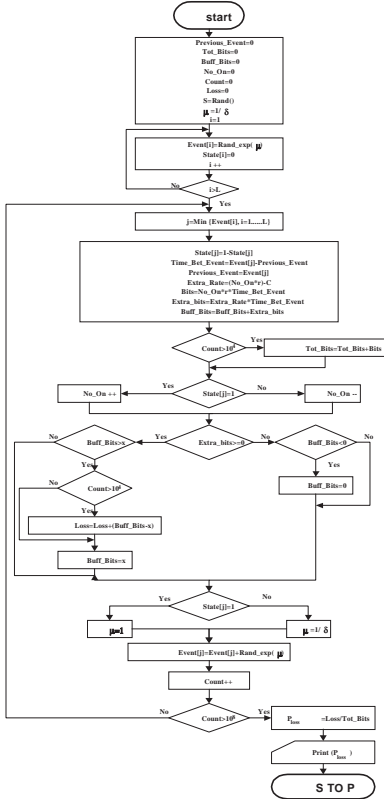 start
Previous_Event=0
Tot_Bits=0
Buff_Bits=0
No_On=0
Count=0
Loss=0
S=Rand()
μ=1/ δ
i=1
Event[i]=Rand_exp( μ)
State[i]=0
i ++
No
i>L
Yes
j=Min {Event[i], i=1......L}
State[j]=1-State[j]
Time_Bet_Event=Event[j]-Previous_Event
Previous_Event=Event[j]
Extra_Rate=(No_On*r)-C
Bits=No_On*r*Time_Bet_Event
Extra_bits=Extra_Rate*Time_Bet_Event
Buff_Bits=Buff_Bits+Extra_bits
Count>10
Yes
Tot_Bits=Tot_Bits+Bits
No
No_On ++
Yes
State[j]=1
No
No_On --
No
Buff_Bits>x
Yes
Extra_bits>=0
No
Buff_Bits<0
No
Yes
Yes
No
Count>10
Buff_Bits=0
Yes
Loss=Loss+(Buff_Bits-x)
Buff_Bits=x
Yes
State[j]=1
No
μ=1
μ =1/ δ
Event[j]=Event[j]+Rand_exp( μ)
Count++
No
Count>10
Yes
P loss =Loss/Tot_Bits
Print (P loss )
S TO P